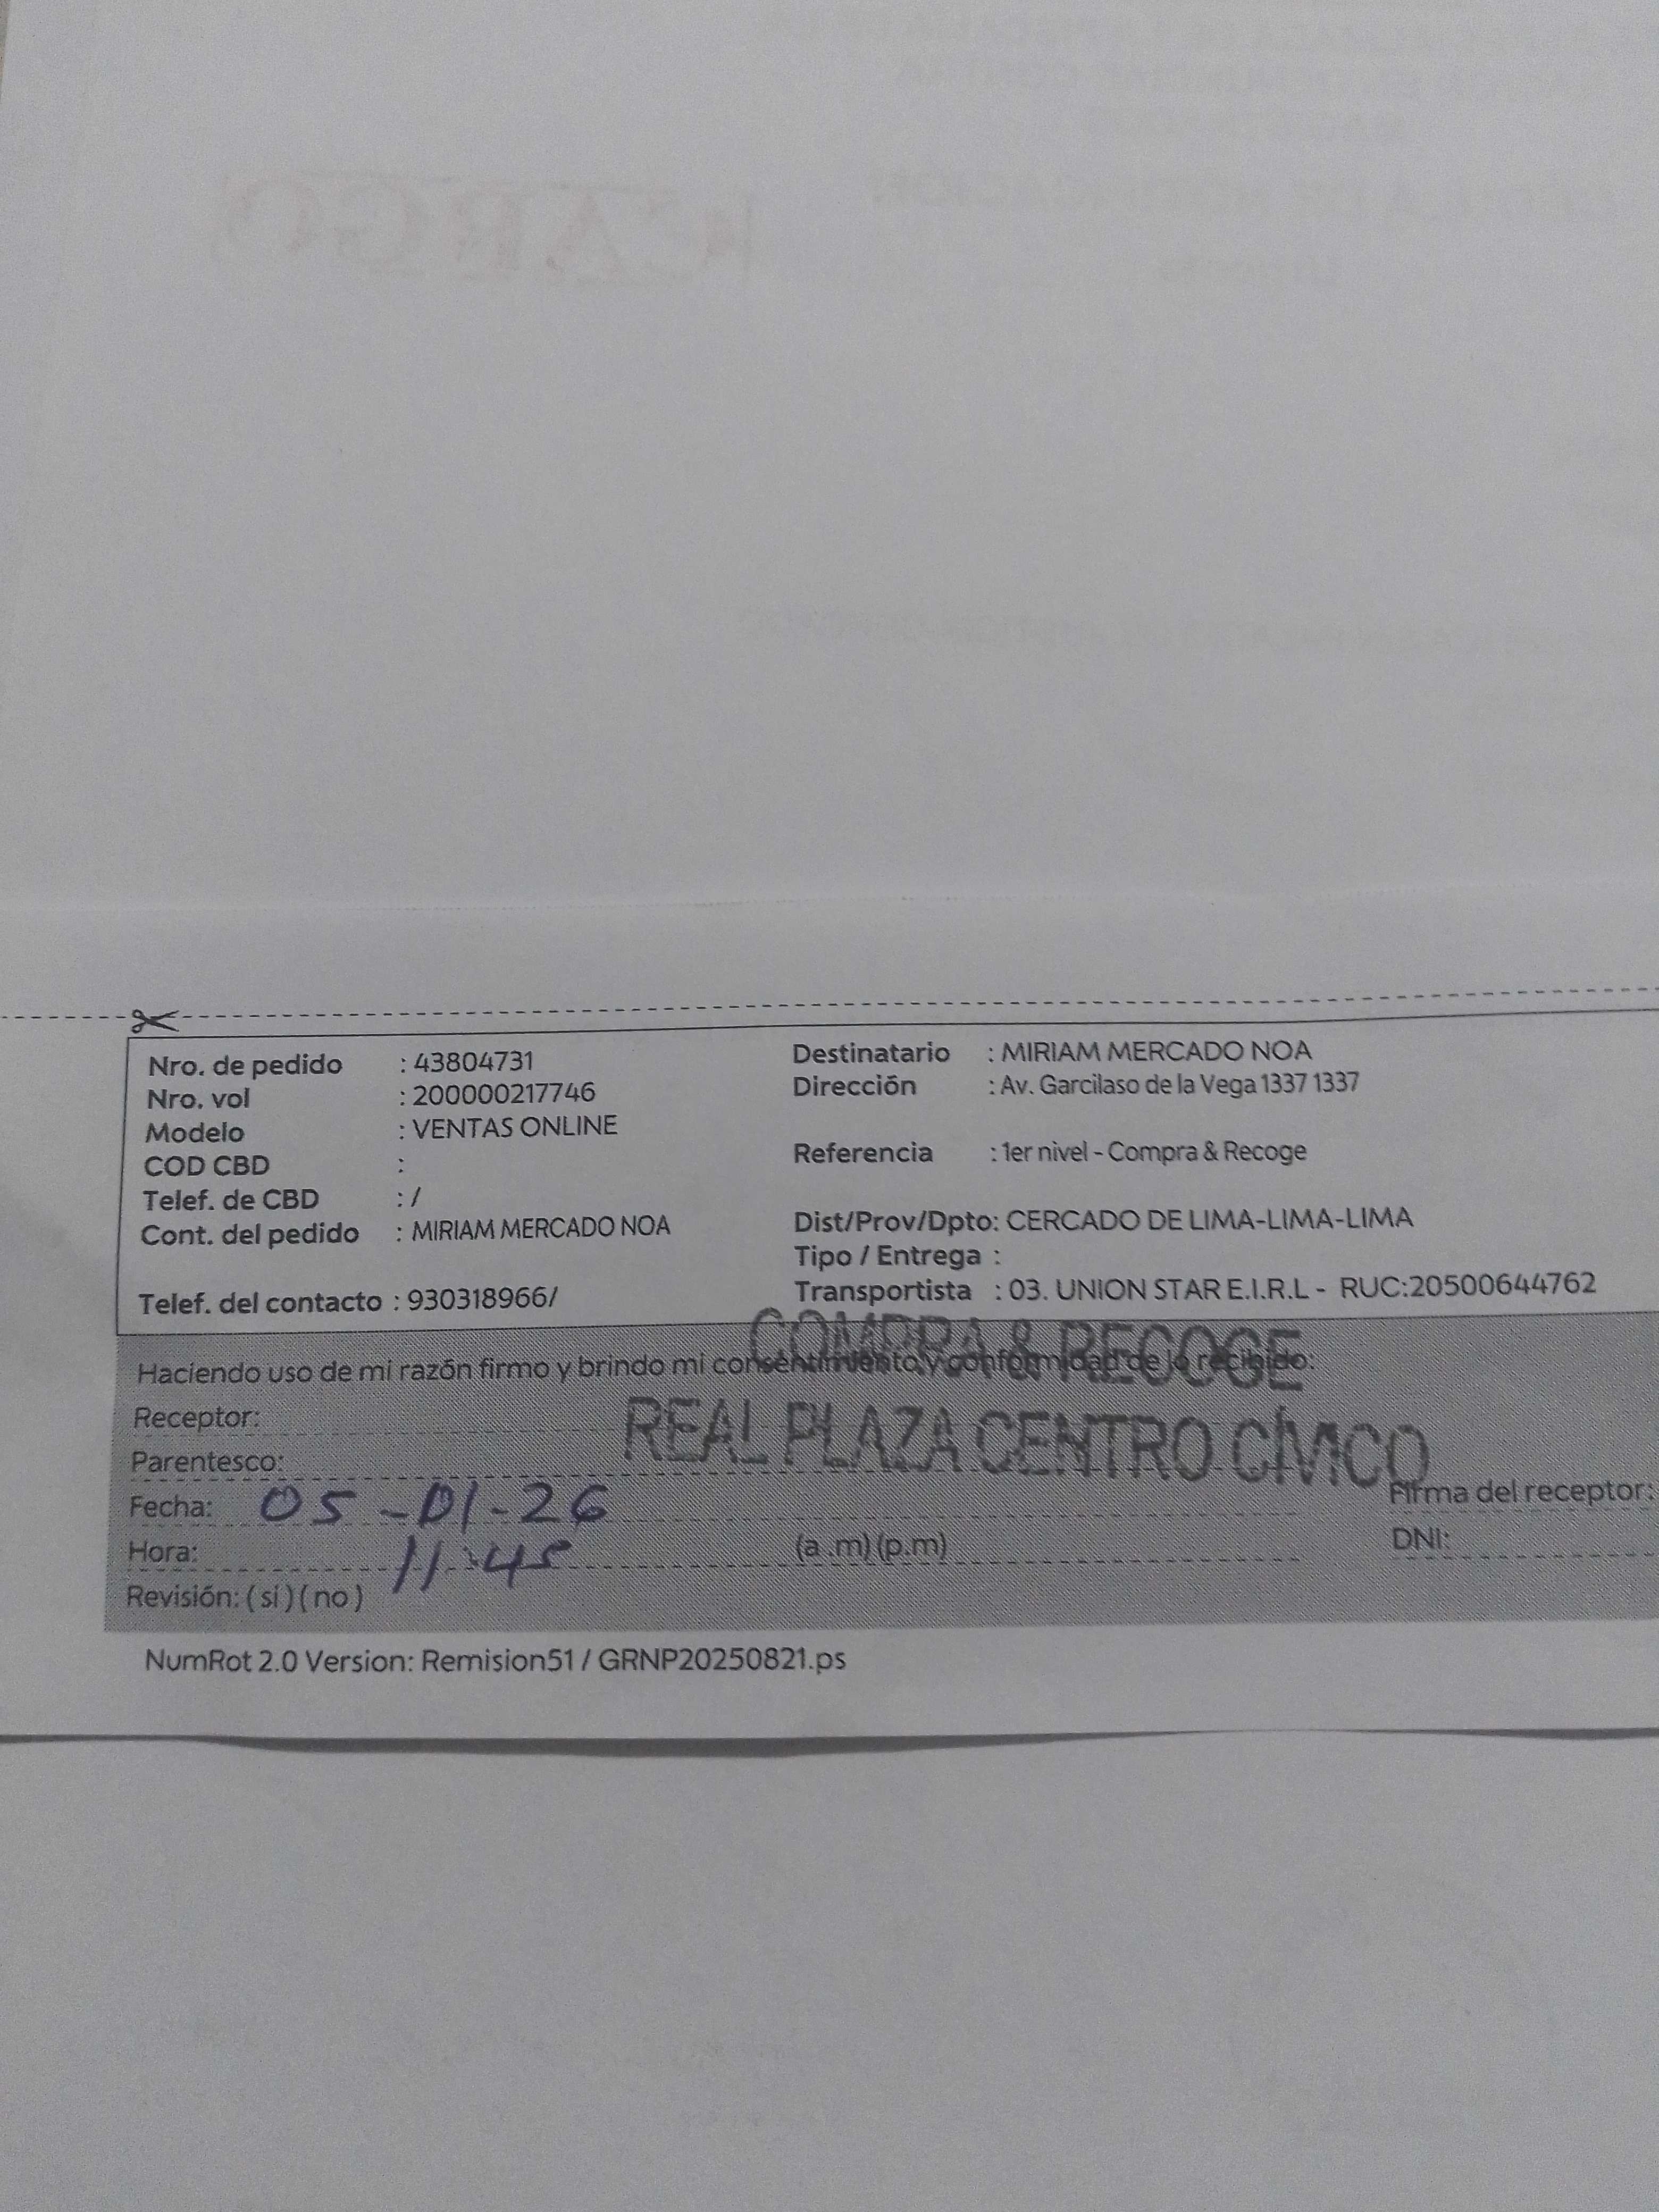 Nro. de pedido : 43804731
Nro. vol : 200000217746
Modelo : VENTAS ONLINE
COD CBD :
Telef. de CBD : /
Cont. del pedido : MIRIAM MERCADO NOA
Telef. del contacto : 930318966/
Destinatario : MIRIAM MERCADO NOA
Dirección : Av. Garcilaso de la Vega 1337 1337
Referencia : 1er nivel - Compra & Recoge
Dist/Prov/Dpto: CERCADO DE LIMA-LIMA-LIMA
Tipo / Entrega :
Transportista : 03. UNION STAR E.I.R.L - RUC:20500644762
COMPRA & RECOGE
Haciendo uso de mi razón firmo y brindo mi consentimiento y conformidad de lo recibido:
REAL PLAZA CENTRO CÍVICO
Receptor:
Parentesco:
Fecha: 05-01-26
Firma del receptor:
Hora: 11:45 (a .m) (p.m)
DNI:
Revisión: ( si ) ( no )
NumRot 2.0 Version: Remision51 / GRNP20250821.ps